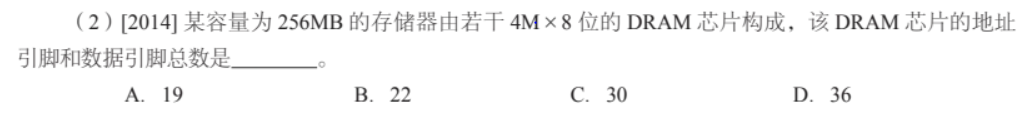 （2）[2014] 某容量为 256MB 的存储器由若干 4M×8 位的 DRAM 芯片构成，该 DRAM 芯片的地址
引脚和数据引脚总数是________。
A. 19 B. 22 C. 30 D. 36